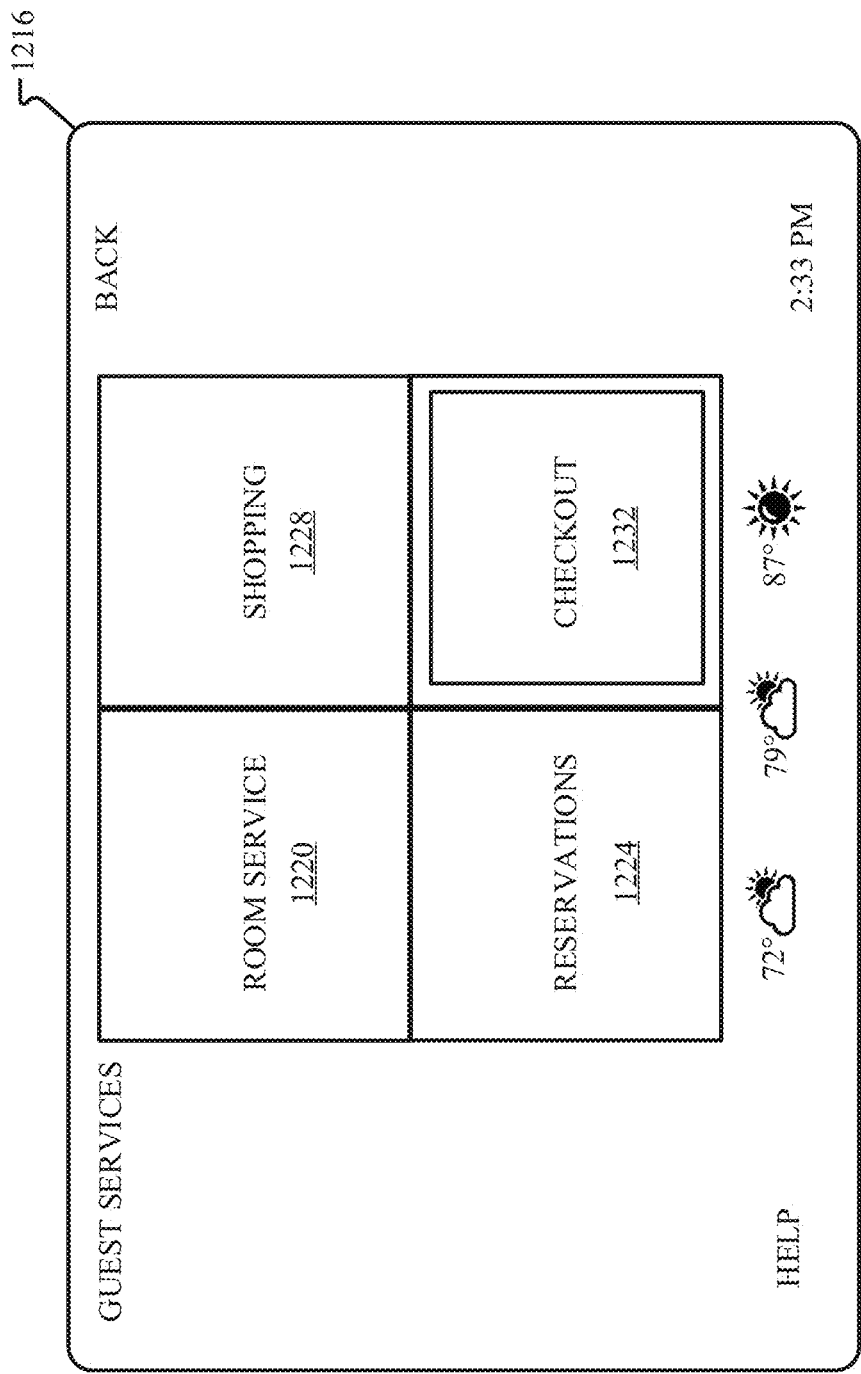 1216
GUEST SERVICES
BACK
ROOM SERVICE
1220
SHOPPING
1228
RESERVATIONS
1224
CHECKOUT
1232
HELP
72°
79°
87°
2:33 PM